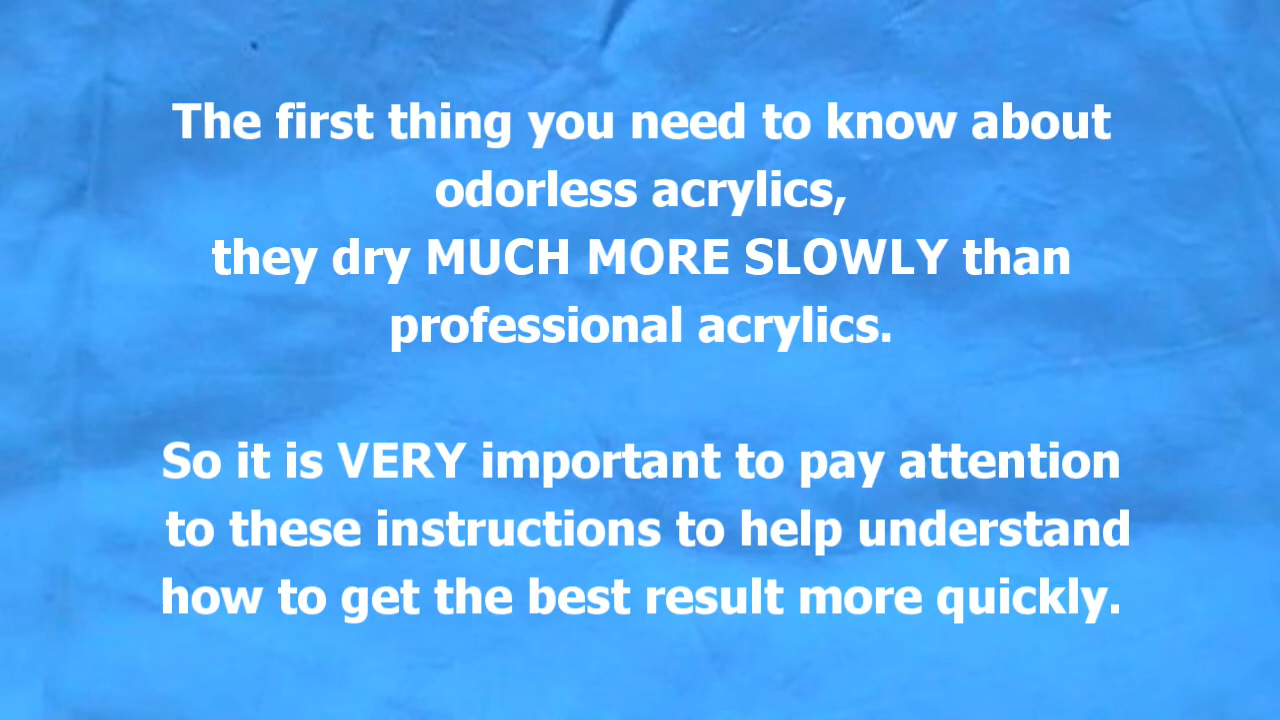 The first thing you need to know about
odorless acrylics,
they dry MUCH MORE SLOWLY than
professional acrylics.
So it is VERY important to pay attention
to these instructions to help understand
how to get the best result more quickly.